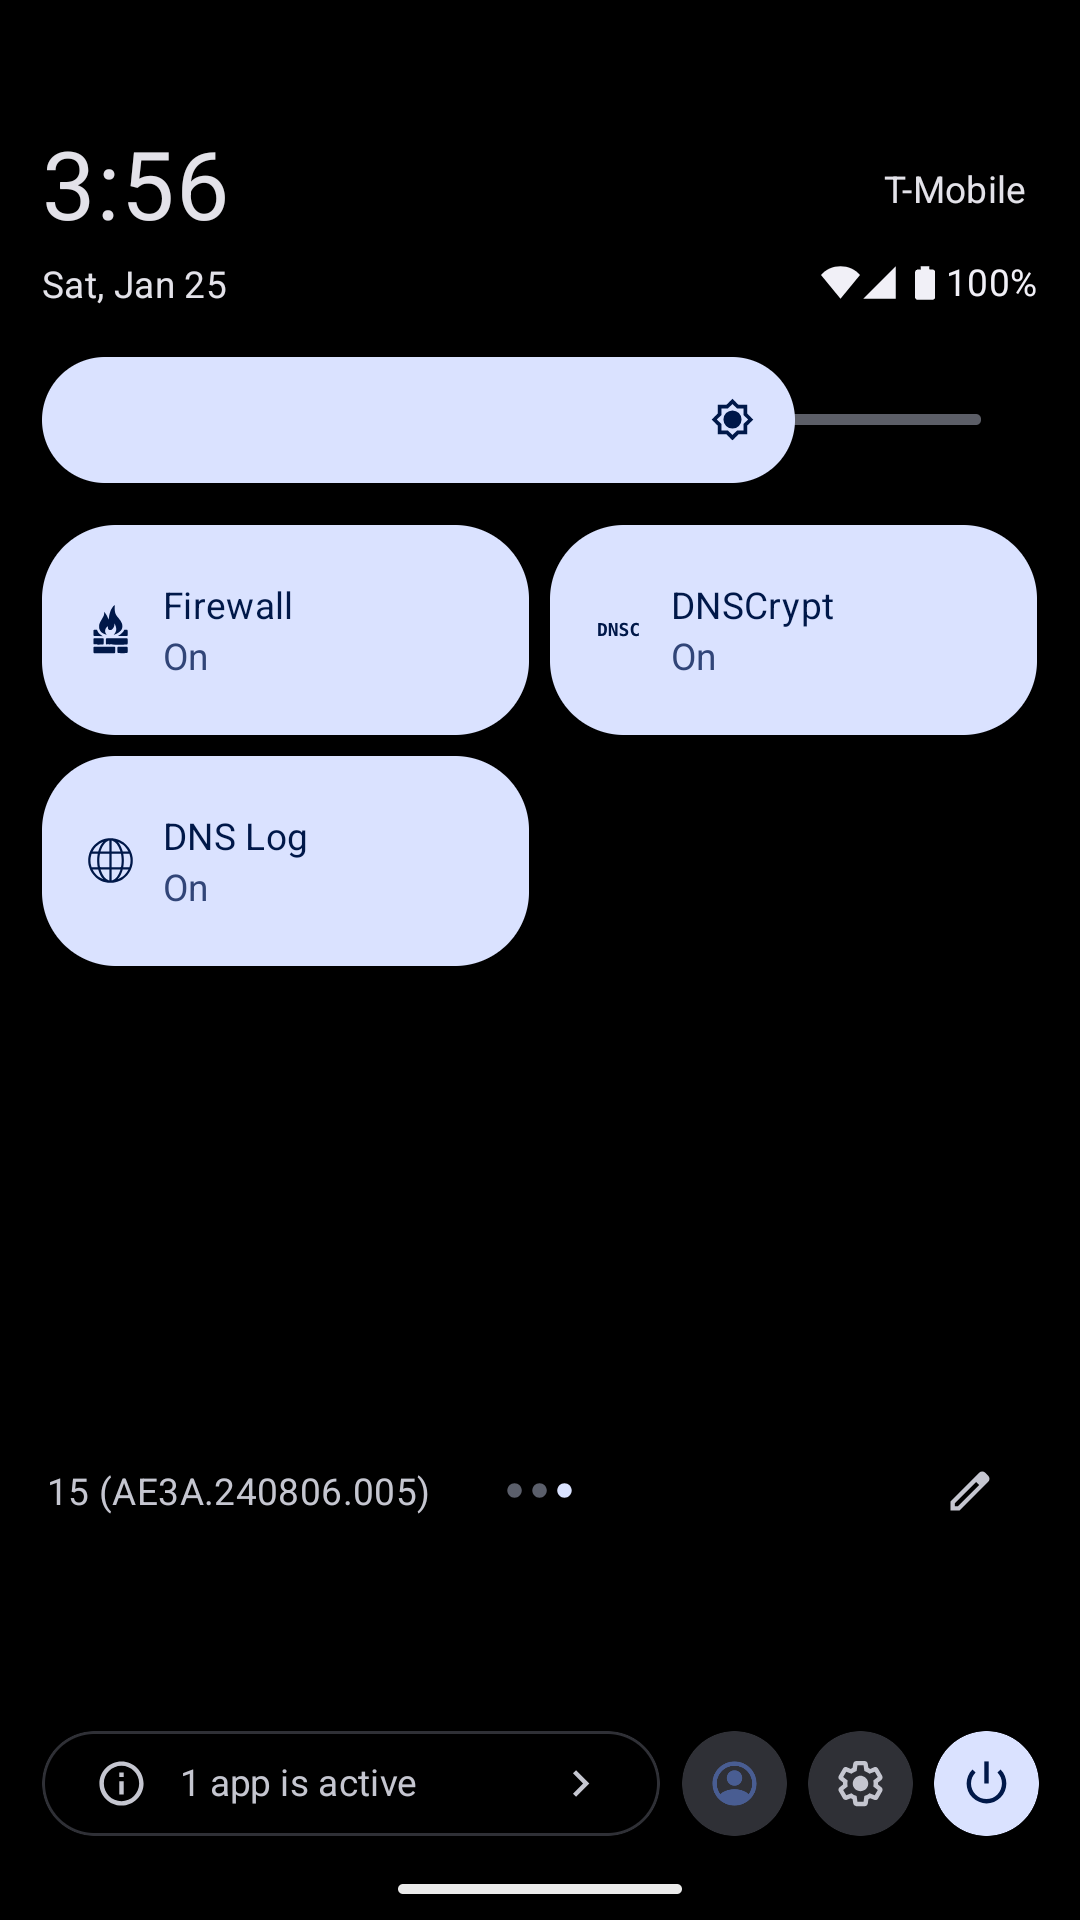 3:56
T-Mobile
Sat, Jan 25
100%
Firewall
On
DNSC
DNSCrypt
On
DNS Log
On
15 (AE3A.240806.005)
1 app is active